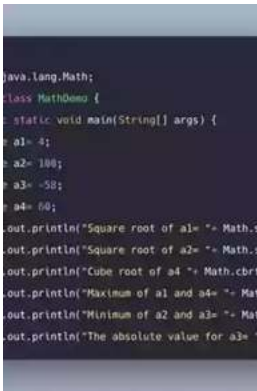 java.lang.Math;
class MathDemo {
static void main(String[] args) {
a1= 4;
a2= 100;
a3= -58;
a4= 60;
.out.println("Square root of a1= "+ Math.s
.out.println("Square root of a2= "+ Math.
.out.println("Cube root of a4 "+ Math.cbrt
.out.println("Maximum of a1 and a4= "+ Mat
.out.println("Minimum of a2 and a3= "+ Mat
.out.println("The absolute value for a3= "